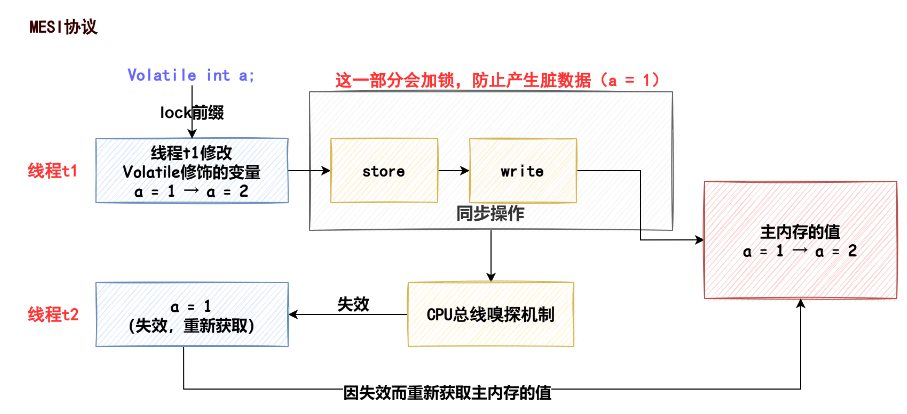 MESI协议
Volatile int a;
这一部分会加锁，防止产生脏数据（a = 1）
lock前缀
线程t1
线程t1修改
Volatile修饰的变量
a = 1 → a = 2
store
write
同步操作
主内存的值
a = 1 → a = 2
线程t2
a = 1
(失效，重新获取)
失效
CPU总线嗅探机制
因失效而重新获取主内存的值